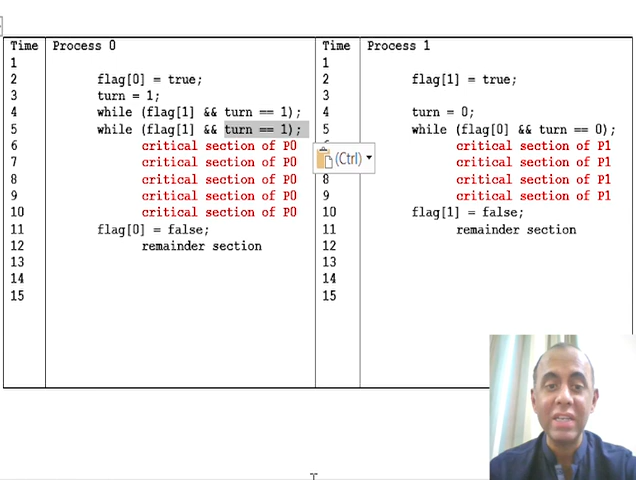 Time Process 0 Time Process 1
1 1
2 flag[0] = true; 2 flag[1] = true;
3 turn = 1; 3
4 while (flag[1] && turn == 1); 4 turn = 0;
5 while (flag[1] && turn == 1); 5 while (flag[0] && turn == 0);
6 critical section of P0 critical section of P1
7 critical section of P0 (Ctrl) critical section of P1
8 critical section of P0 8 critical section of P1
9 critical section of P0 9 critical section of P1
10 critical section of P0 10 flag[1] = false;
11 flag[0] = false; 11 remainder section
12 remainder section 12
13 13
14 14
15 15